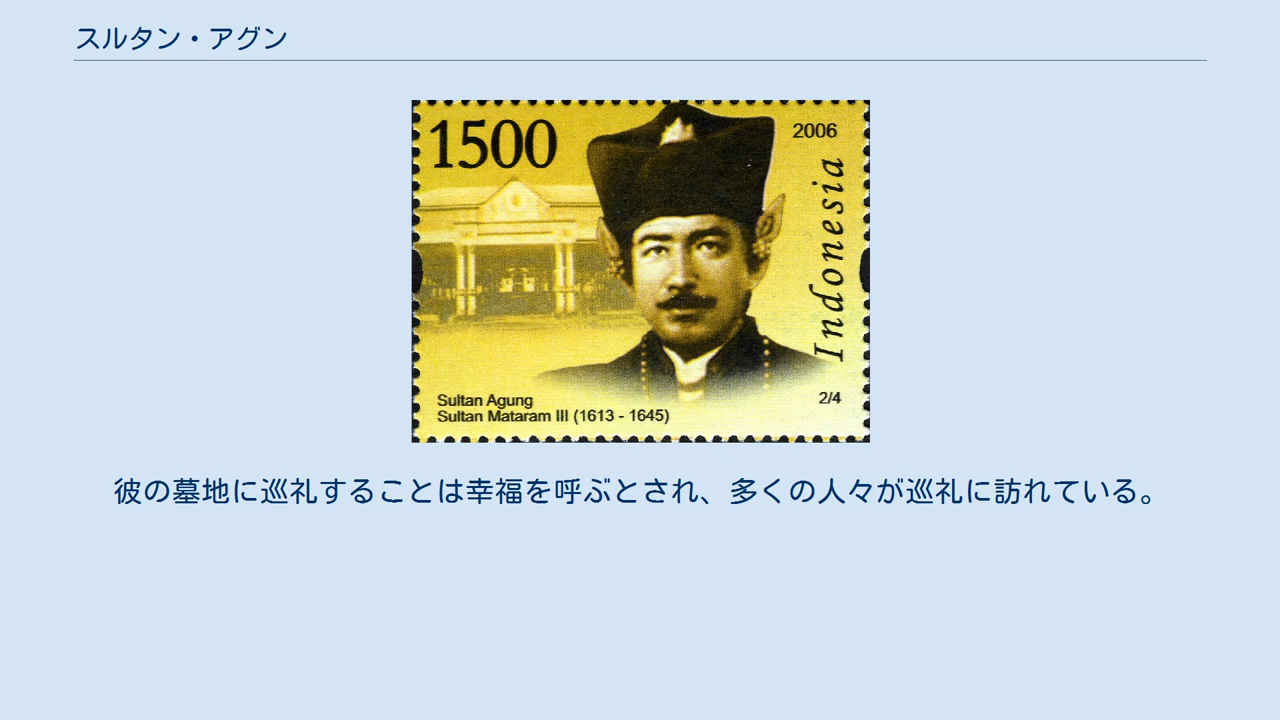 スルタン・アグン
1500
2006
Indonesia
Sultan Agung
Sultan Mataram III (1613 - 1645)
2/4
彼の墓地に巡礼することは幸福を呼ぶとされ、多くの人々が巡礼に訪れている。